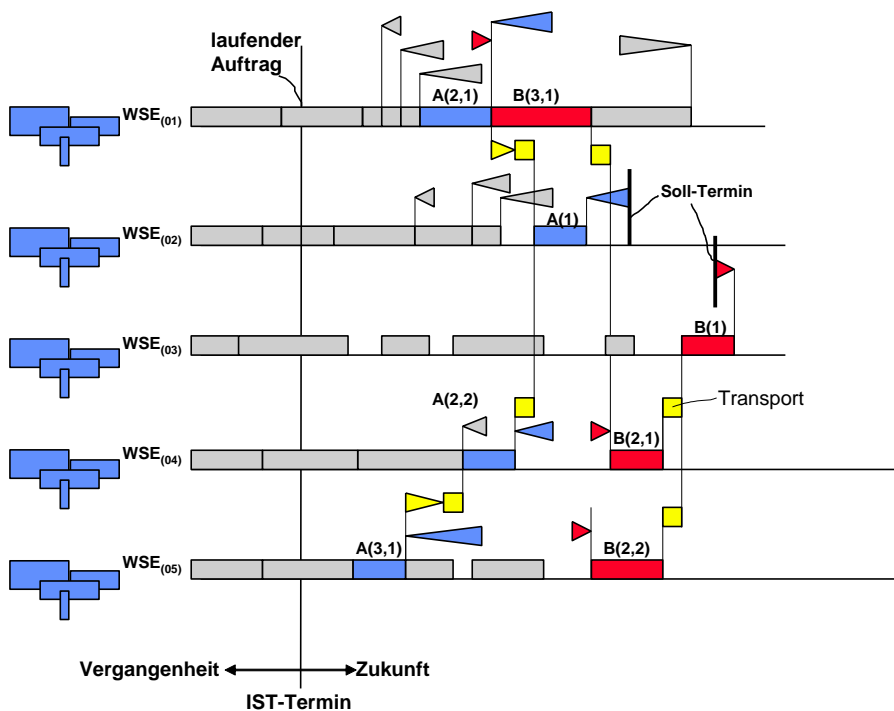 laufender
Auftrag
A(2,1)
B(3,1)
WSE(01)
Soll-Termin
A(1)
WSE(02)
B(1)
WSE(03)
A(2,2)
Transport
B(2,1)
WSE(04)
A(3,1)
B(2,2)
WSE(05)
Vergangenheit
Zukunft
IST-Termin